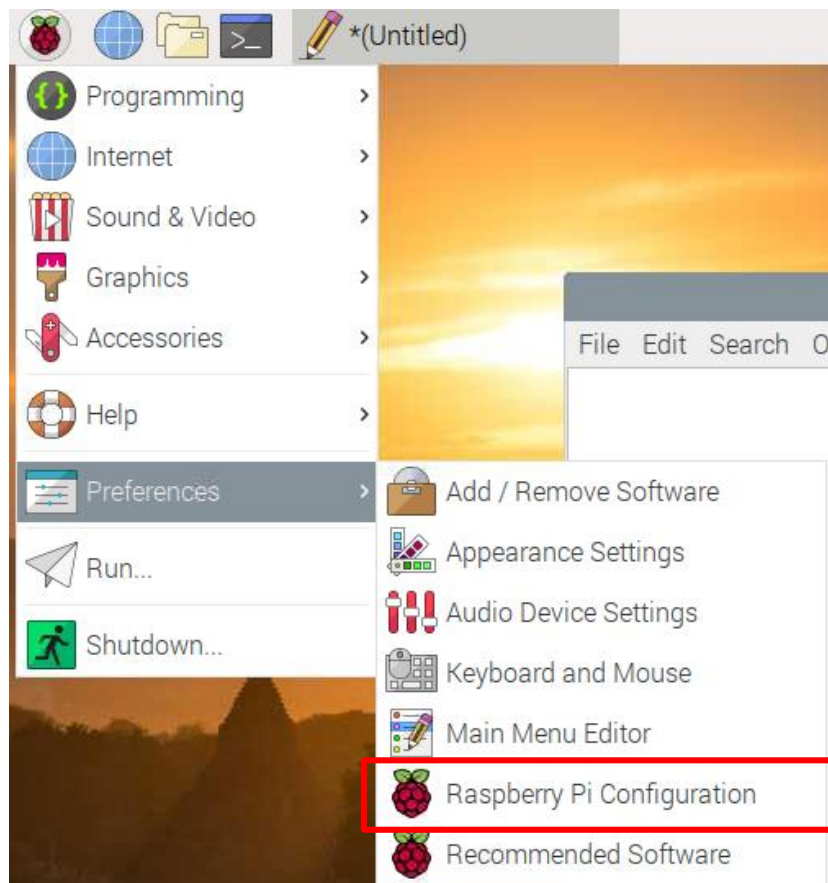 *(Untitled)
Programming
Internet
Sound & Video
Graphics
Accessories
Help
Preferences
Run...
Shutdown...
File Edit Search O
Add / Remove Software
Appearance Settings
Audio Device Settings
Keyboard and Mouse
Main Menu Editor
Raspberry Pi Configuration
Recommended Software